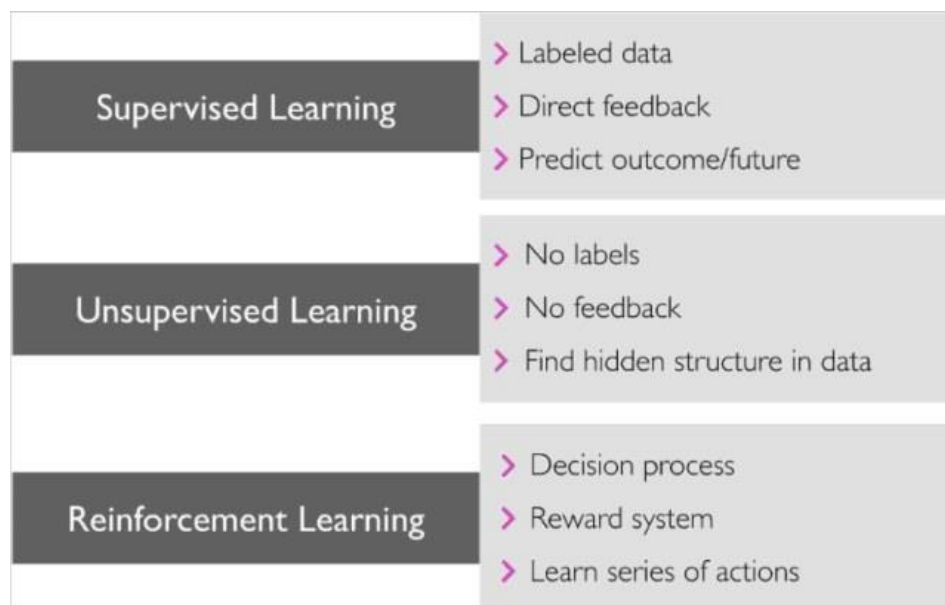 Supervised Learning
Labeled data
Direct feedback
Predict outcome/future
Unsupervised Learning
No labels
No feedback
Find hidden structure in data
Reinforcement Learning
Decision process
Reward system
Learn series of actions